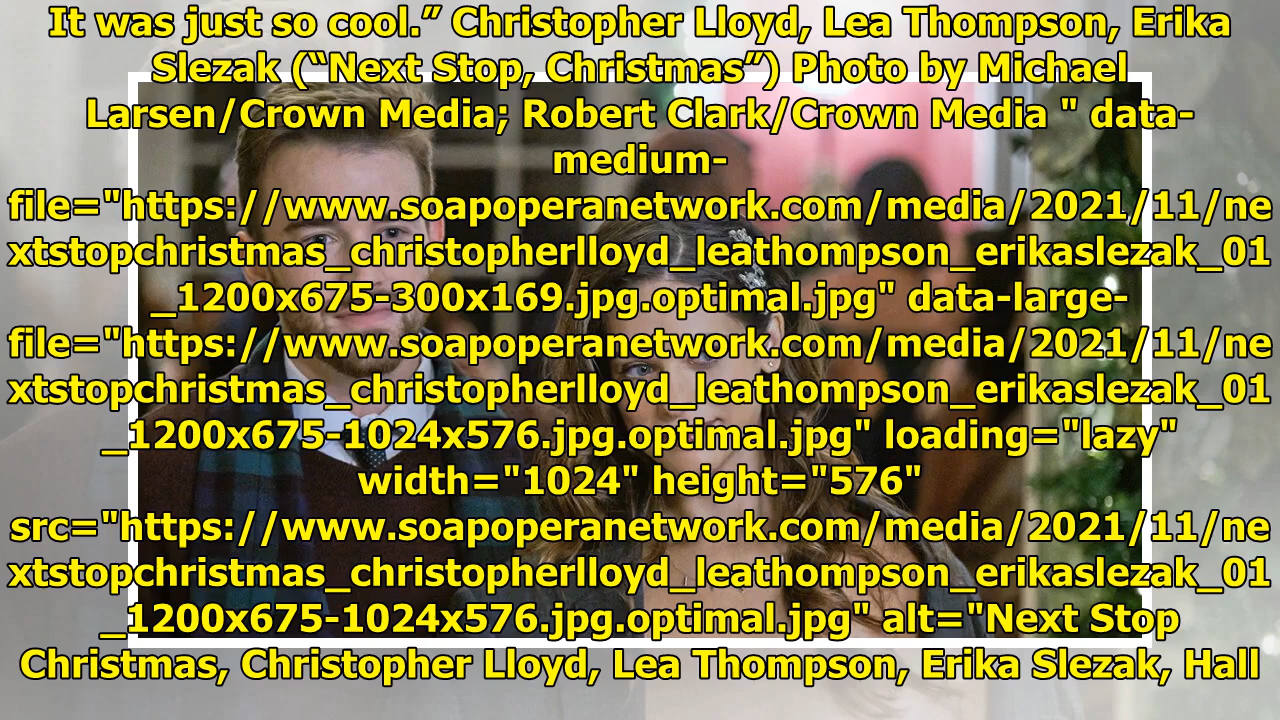 It was just so cool.” Christopher Lloyd, Lea Thompson, Erika
Slezak (“Next Stop, Christmas”) Photo by Michael
Larsen/Crown Media; Robert Clark/Crown Media " data-
medium-
file="https://www.soapoperanetwork.com/media/2021/11/ne
xtstopchristmas_christopherlloyd_leathompson_erikaslezak_01
_1200x675-300x169.jpg.optimal.jpg" data-large-
file="https://www.soapoperanetwork.com/media/2021/11/ne
xtstopchristmas_christopherlloyd_leathompson_erikaslezak_01
_1200x675-1024x576.jpg.optimal.jpg" loading="lazy"
width="1024" height="576"
src="https://www.soapoperanetwork.com/media/2021/11/ne
xtstopchristmas_christopherlloyd_leathompson_erikaslezak_01
_1200x675-1024x576.jpg.optimal.jpg" alt="Next Stop
Christmas, Christopher Lloyd, Lea Thompson, Erika Slezak, Hall